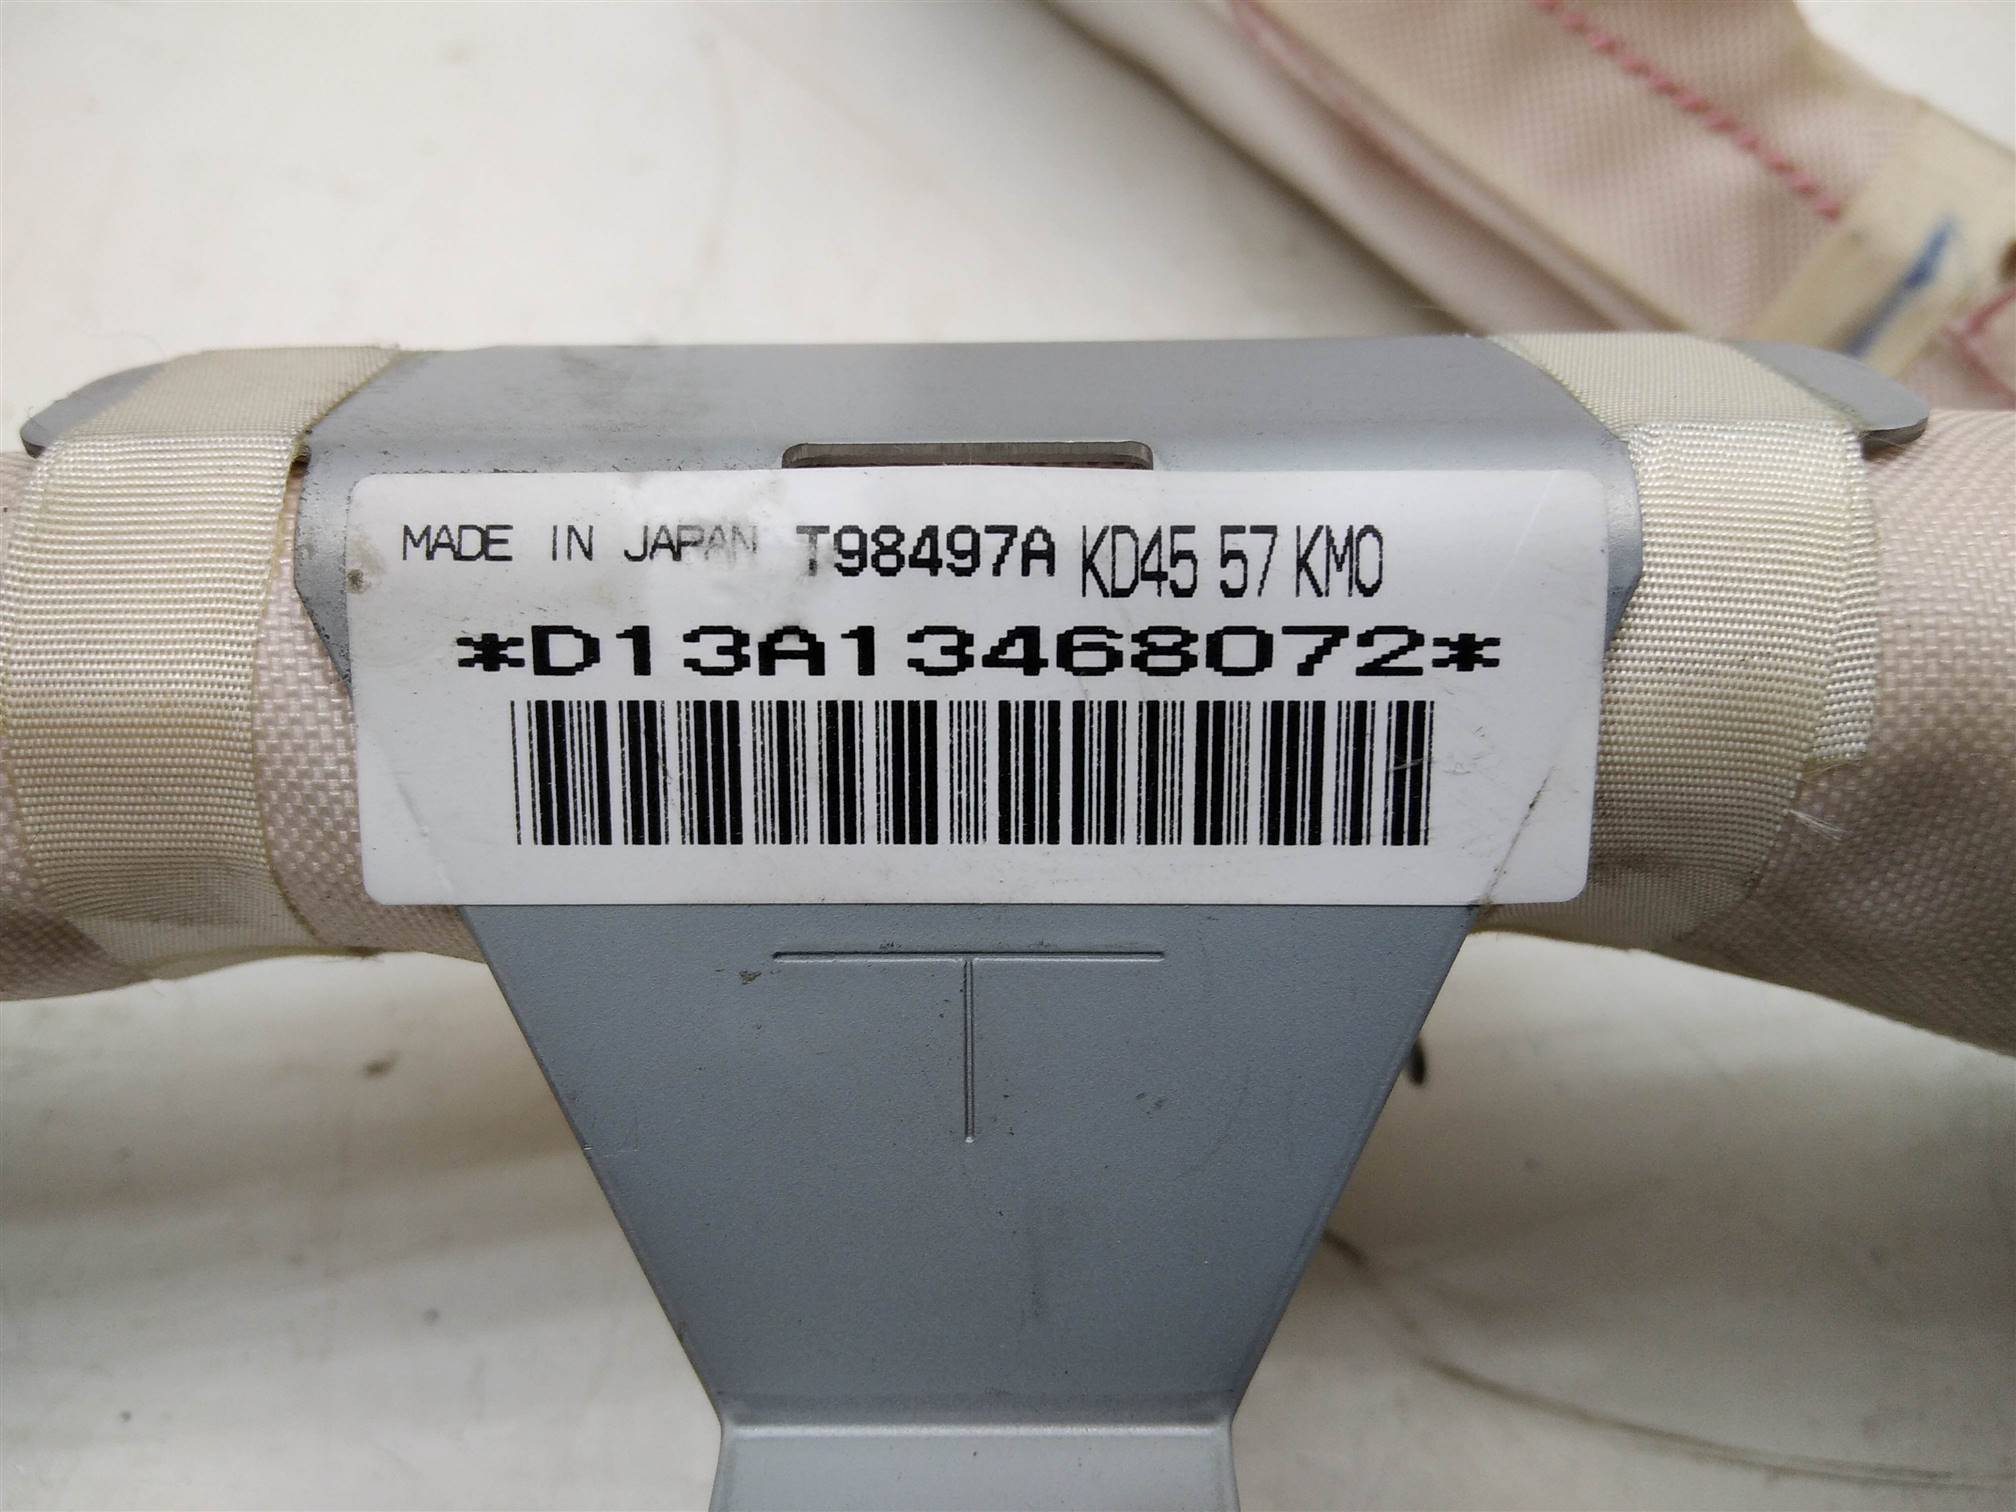 MADE IN JAPAN T98497A KD45 57 KM0
*D13A13468072*